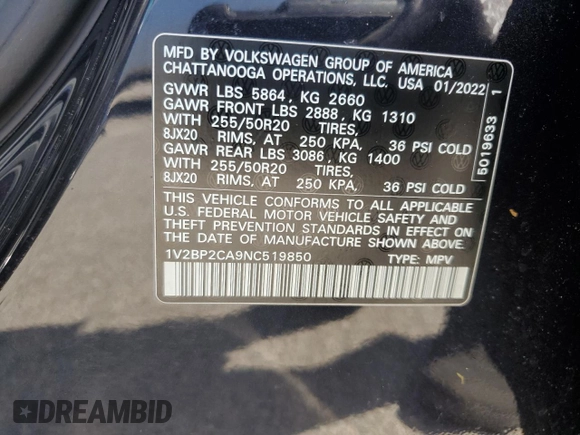 MFD BY VOLKSWAGEN GROUP OF AMERICA
CHATTANOOGA OPERATIONS, LLC. USA 01/2022
GVWR LBS 5864, KG 2660
GAWR FRONT LBS 2888, KG 1310
WITH 255/50R20 TIRES,
8JX20 RIMS, AT 250 KPA, 36 PSI COLD
GAWR REAR LBS 3086, KG 1400
WITH 255/50R20 TIRES,
8JX20 RIMS, AT 250 KPA, 36 PSI COLD
THIS VEHICLE CONFORMS TO ALL APPLICABLE
U.S. FEDERAL MOTOR VEHICLE SAFETY AND
THEFT PREVENTION STANDARDS IN EFFECT ON
THE DATE OF MANUFACTURE SHOWN ABOVE.
1V2BP2CA9NC519850 TYPE: MPV
5019633 1
DREAMBID